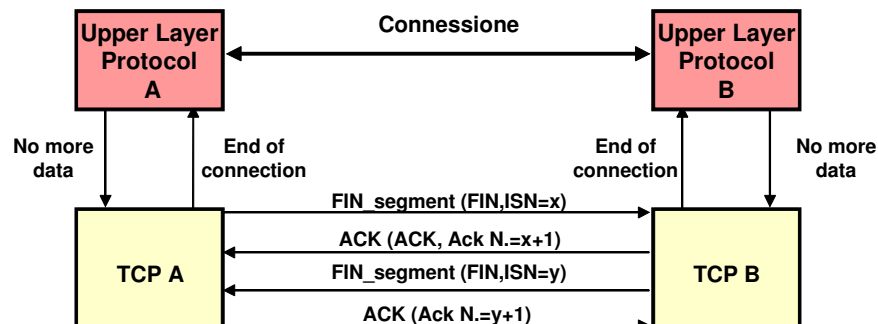 Connessione
Upper Layer
Protocol
A
Upper Layer
Protocol
B
No more
data
End of
connection
End of
connection
No more
data
FIN_segment (FIN,ISN=x)
ACK (ACK, Ack N.=x+1)
TCP A
FIN_segment (FIN,ISN=y)
TCP B
ACK (Ack N.=y+1)